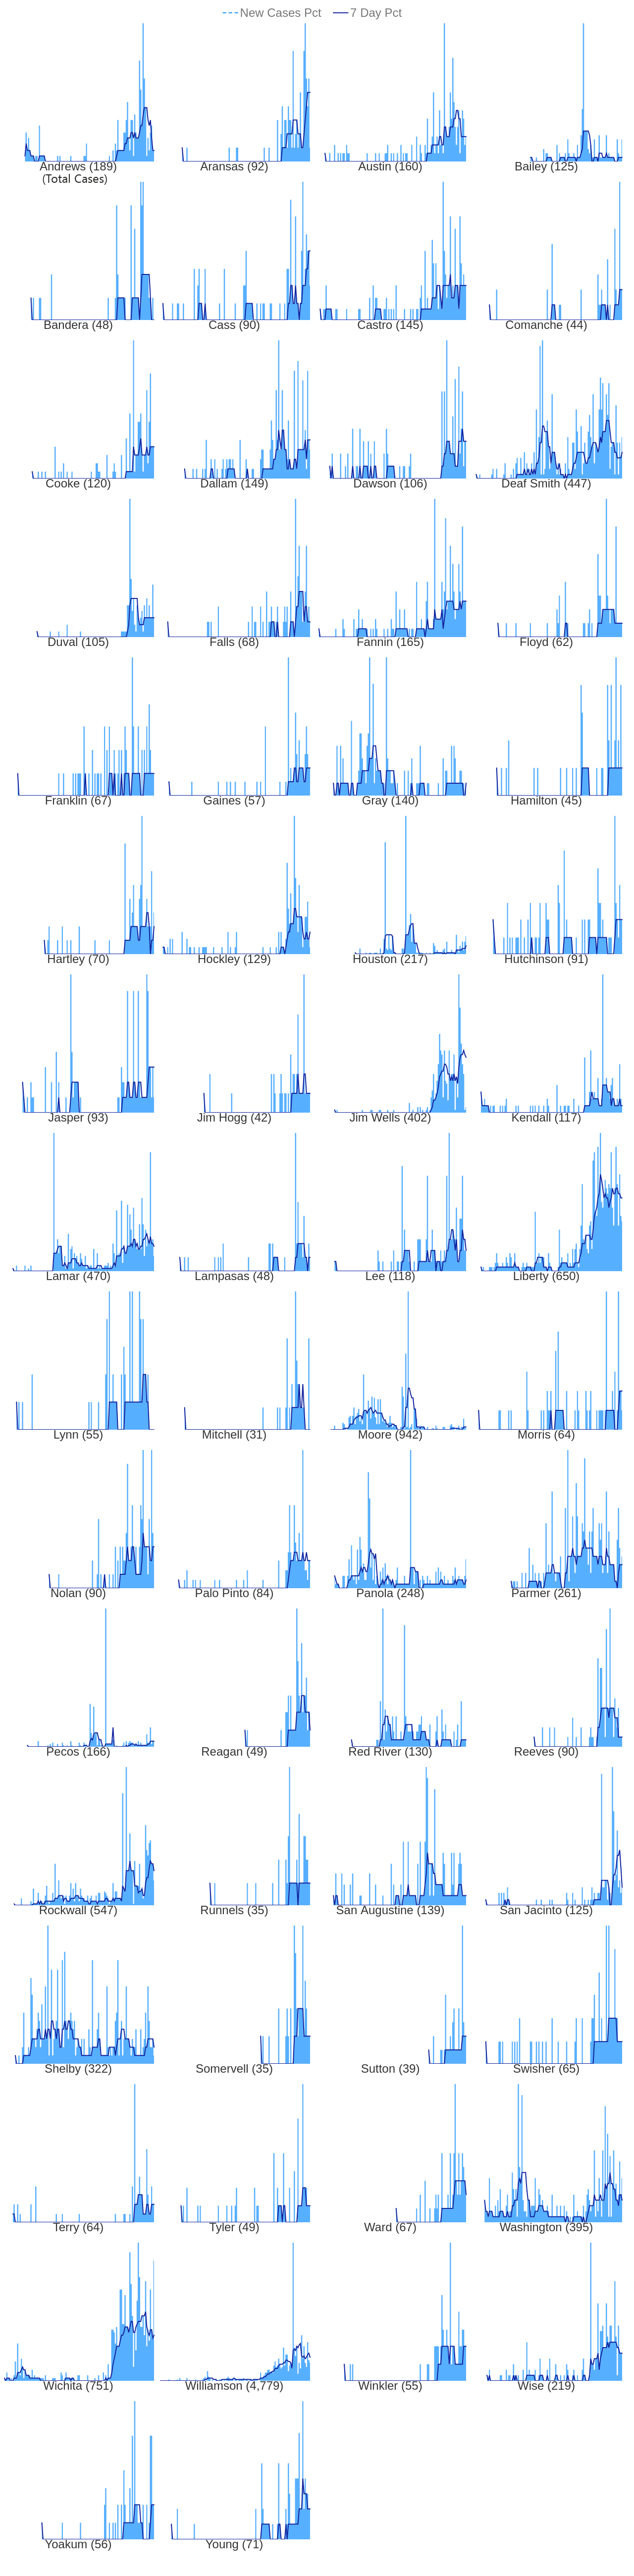 New Cases Pct 7 Day Pct
Andrews (189) Aransas (92) Austin (160) Bailey (125)
(Total Cases)
Bandera (48) Cass (90) Castro (145) Comanche (44)
Cooke (120) Dallam (149) Dawson (106) Deaf Smith (447)
Duval (105) Falls (68) Fannin (165) Floyd (62)
Franklin (67) Gaines (57) Gray (140) Hamilton (45)
Hartley (70) Hockley (129) Houston (217) Hutchinson (91)
Jasper (93) Jim Hogg (42) Jim Wells (402) Kendall (117)
Lamar (470) Lampasas (48) Lee (118) Liberty (650)
Lynn (55) Mitchell (31) Moore (942) Morris (64)
Nolan (90) Palo Pinto (84) Panola (248) Parmer (261)
Pecos (166) Reagan (49) Red River (130) Reeves (90)
Rockwall (547) Runnels (35) San Augustine (139) San Jacinto (125)
Shelby (322) Somervell (35) Sutton (39) Swisher (65)
Terry (64) Tyler (49) Ward (67) Washington (395)
Wichita (751) Williamson (4,779) Winkler (55) Wise (219)
Yoakum (56) Young (71)